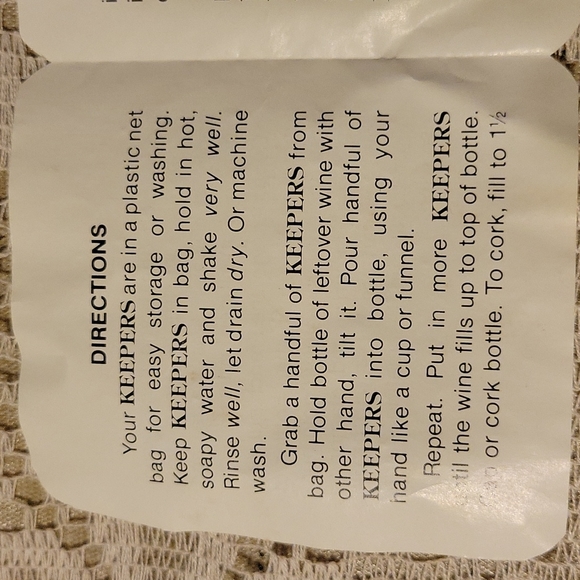 DIRECTIONS
Your KEEPERS are in a plastic net
bag for easy storage or washing.
Keep KEEPERS in bag, hold in hot,
soapy water and shake very well.
Rinse well, let drain dry. Or machine
wash.
Grab a handful of KEEPERS from
bag. Hold bottle of leftover wine with
other hand, tilt it. Pour handful of
KEEPERS into bottle, using your
hand like a cup or funnel.
Repeat. Put in more KEEPERS
til the wine fills up to top of bottle.
or cork bottle. To cork, fill to 1½